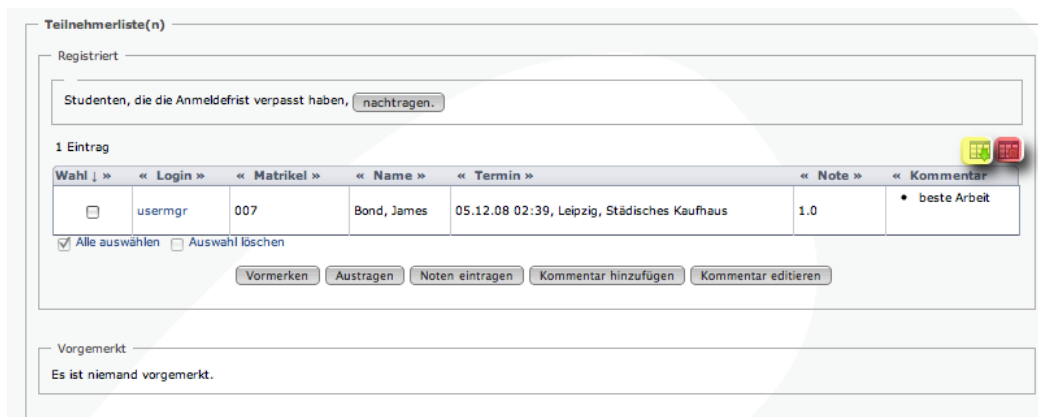 Teilnehmerliste(n)
Registriert
Studenten, die die Anmeldefrist verpasst haben, nachtragen.
1 Eintrag
Wahl ↓ » « Login » « Matrikel » « Name » « Termin » « Note » « Kommentar
usermgr 007 Bond, James 05.12.08 02:39, Leipzig, Städtisches Kaufhaus 1.0 • beste Arbeit
Alle auswählen Auswahl löschen
Vormerken Austragen Noten eintragen Kommentar hinzufügen Kommentar editieren
Vorgemerkt
Es ist niemand vorgemerkt.